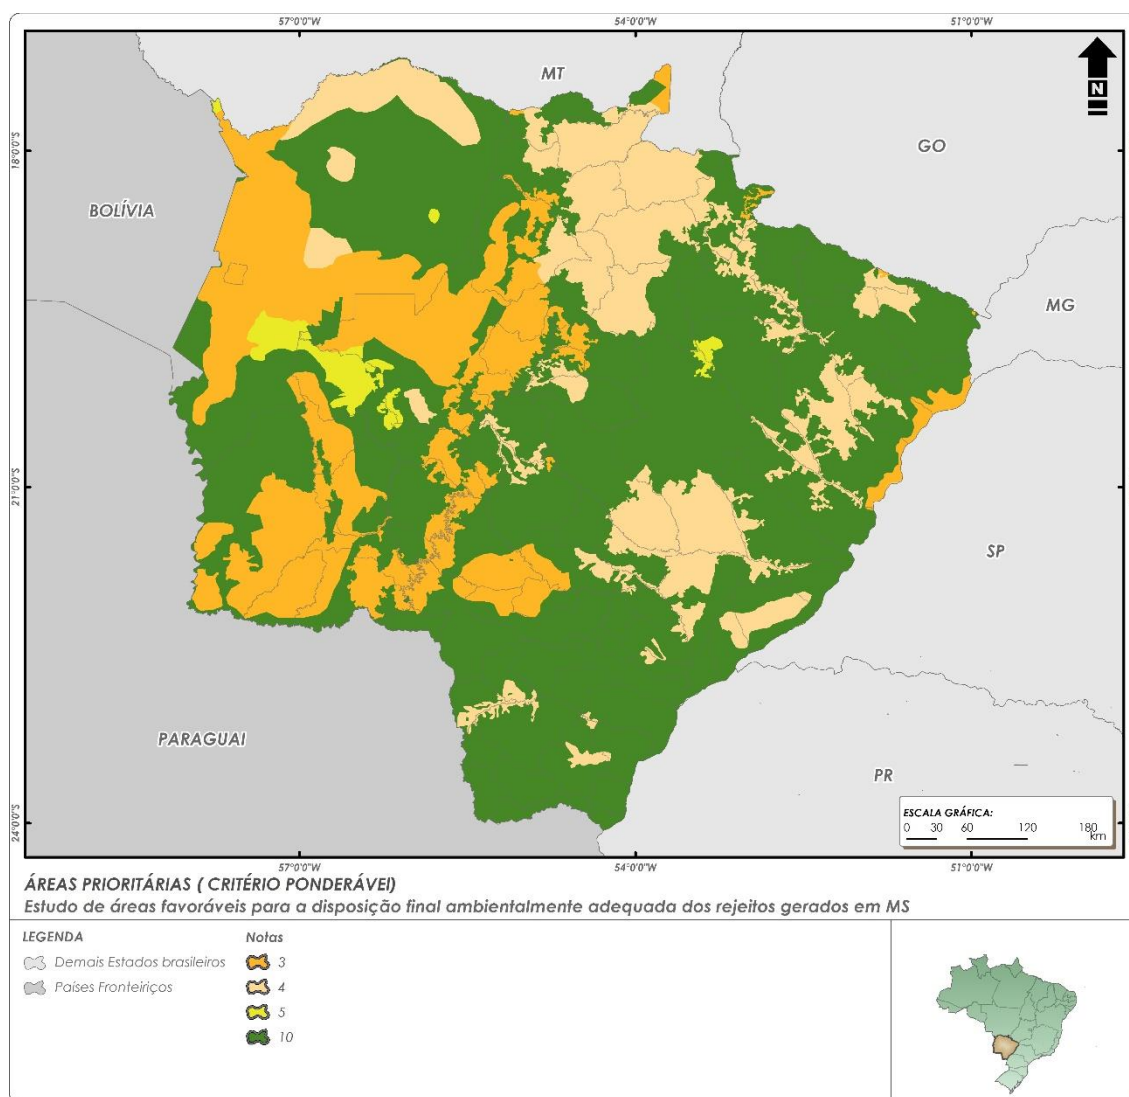 57°0'0"W 54°0'0"W 51°0'0"W
MT
GO
18°0'0"S
BOLÍVIA
MG
21°0'0"S
SP
PARAGUAI
PR
24°0'0"S
ESCALA GRÁFICA:
0 30 60 120 180
km
57°0'0"W 54°0'0"W 51°0'0"W
N
ÁREAS PRIORITÁRIAS ( CRITÉRIO PONDERÁVEl)
Estudo de áreas favoráveis para a disposição final ambientalmente adequada dos rejeitos gerados em MS
LEGENDA Notas
Demais Estados brasileiros 3
Países Fronteiriços 4
5
10